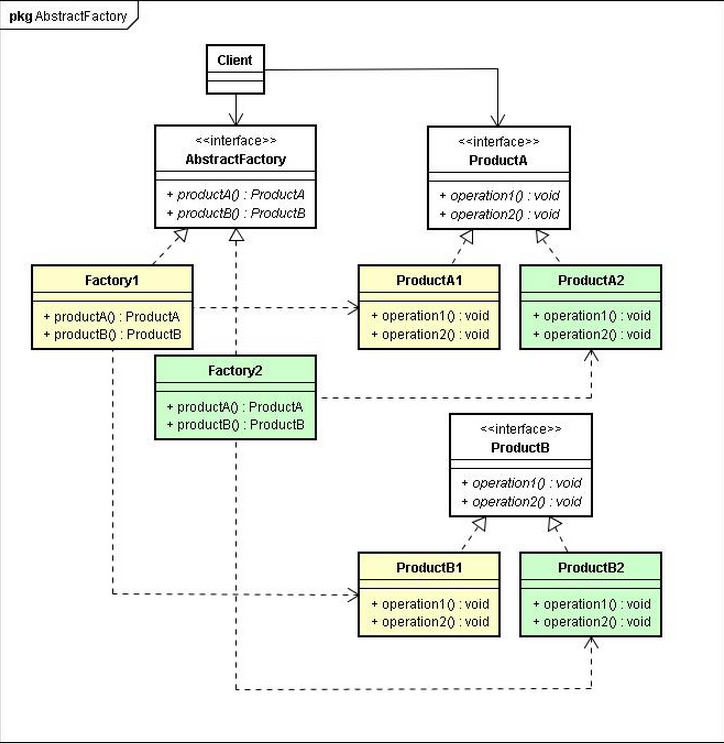 pkg AbstractFactory
Client
<<interface>>
AbstractFactory
+ productA() : ProductA
+ productB() : ProductB
<<interface>>
ProductA
+ operation1() : void
+ operation2() : void
Factory1
+ productA() : ProductA
+ productB() : ProductB
ProductA1
+ operation1() : void
+ operation2() : void
ProductA2
+ operation1() : void
+ operation2() : void
Factory2
+ productA() : ProductA
+ productB() : ProductB
<<interface>>
ProductB
+ operation1() : void
+ operation2() : void
ProductB1
+ operation1() : void
+ operation2() : void
ProductB2
+ operation1() : void
+ operation2() : void